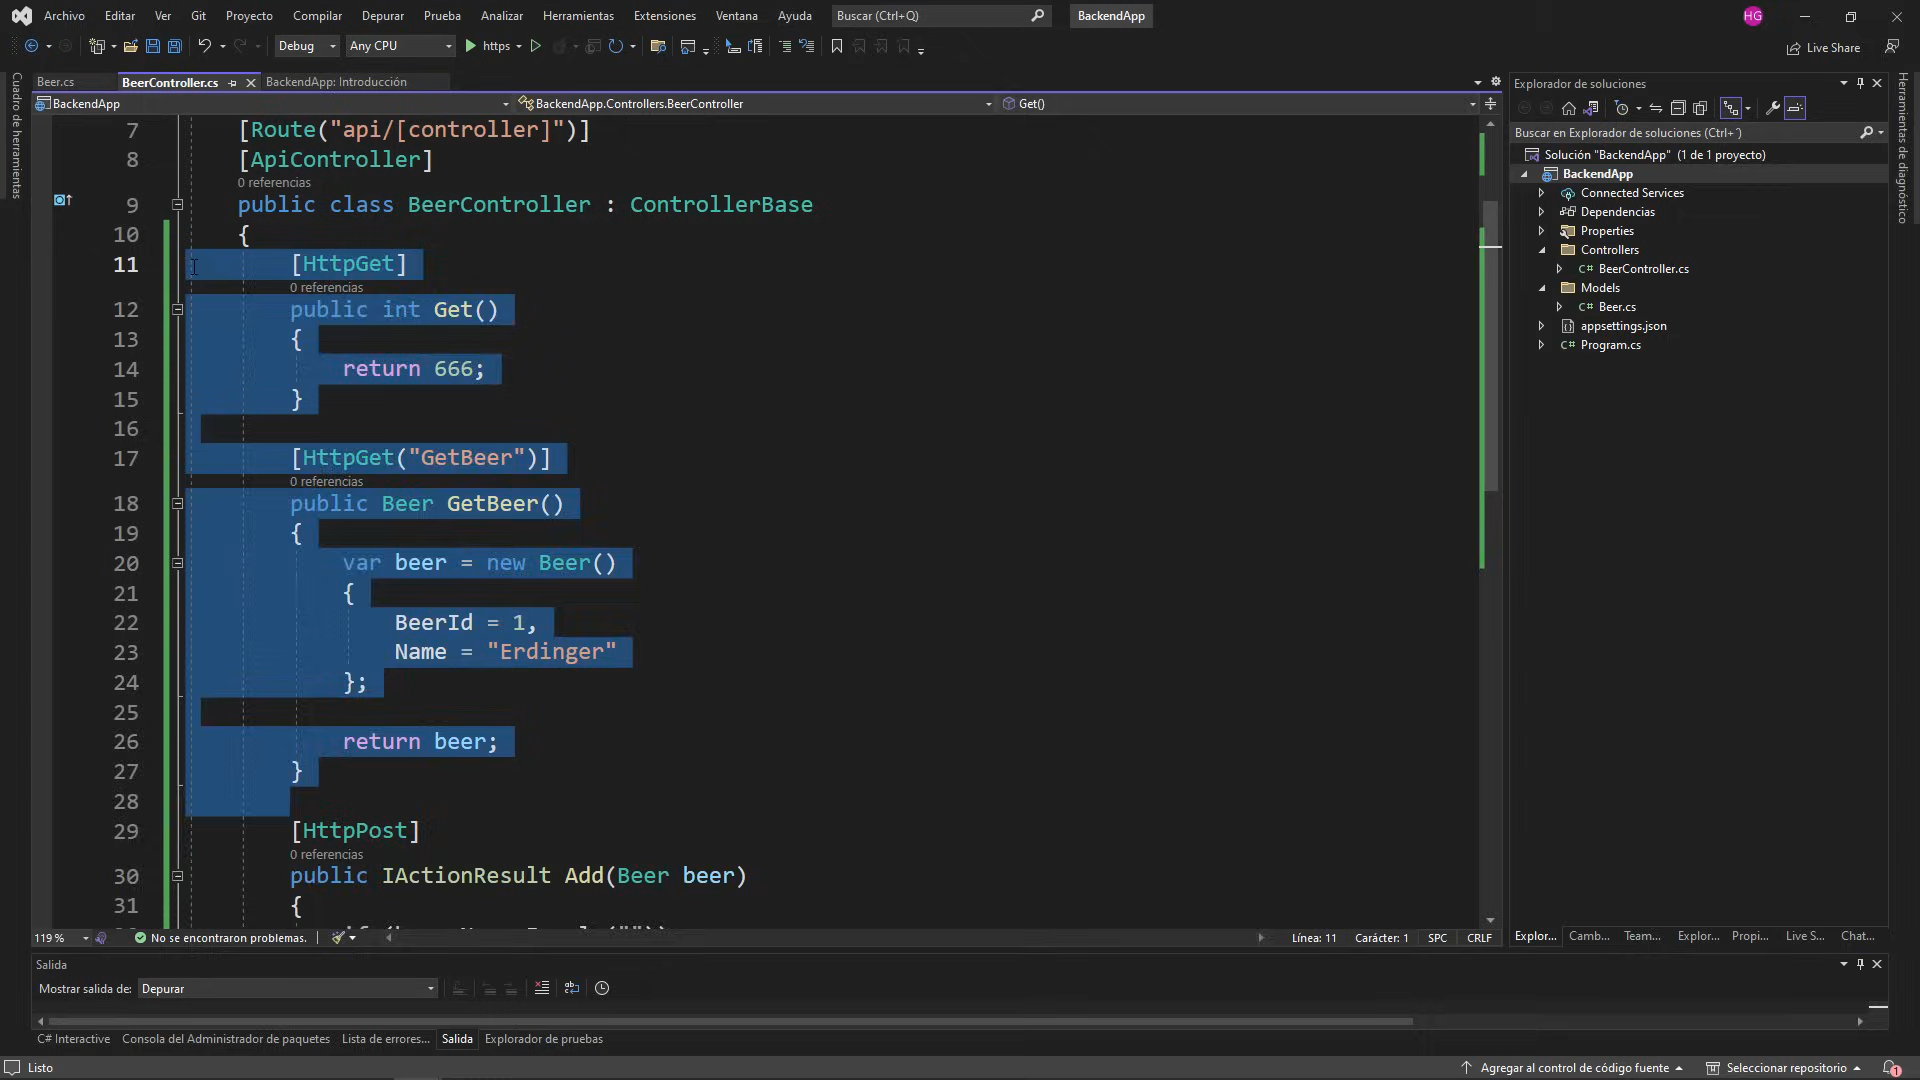 Archivo Editar Ver Git Proyecto Compilar Depurar Prueba Analizar Herramientas Extensiones Ventana Ayuda Buscar (Ctrl+Q) BackendApp HG
Debug Any CPU https Live Share
Beer.cs BeerController.cs BackendApp: Introducción
BackendApp BackendApp.Controllers.BeerController Get()
Cuadro de herramientas
7 [Route("api/[controller]")]
8 [ApiController]
0 referencias
9 public class BeerController : ControllerBase
10 {
11 [HttpGet]
0 referencias
12 public int Get()
13 {
14 return 666;
15 }
16
17 [HttpGet("GetBeer")]
0 referencias
18 public Beer GetBeer()
19 {
20 var beer = new Beer()
21 {
22 BeerId = 1,
23 Name = "Erdinger"
24 };
25
26 return beer;
27 }
28
29 [HttpPost]
0 referencias
30 public IActionResult Add(Beer beer)
31 {
119 % No se encontraron problemas. Línea: 11 Carácter: 1 SPC CRLF
Explorador de soluciones
Buscar en Explorador de soluciones (Ctrl+´)
Solución "BackendApp" (1 de 1 proyecto)
BackendApp
Connected Services
Dependencias
Properties
Controllers
C# BeerController.cs
Models
C# Beer.cs
appsettings.json
C# Program.cs
Explor... Camb... Team... Explor... Propi... Live S... Chat...
Herramientas de diagnóstico
Salida
Mostrar salida de: Depurar
C# Interactive Consola del Administrador de paquetes Lista de errores... Salida Explorador de pruebas
Listo Agregar al control de código fuente Seleccionar repositorio 1